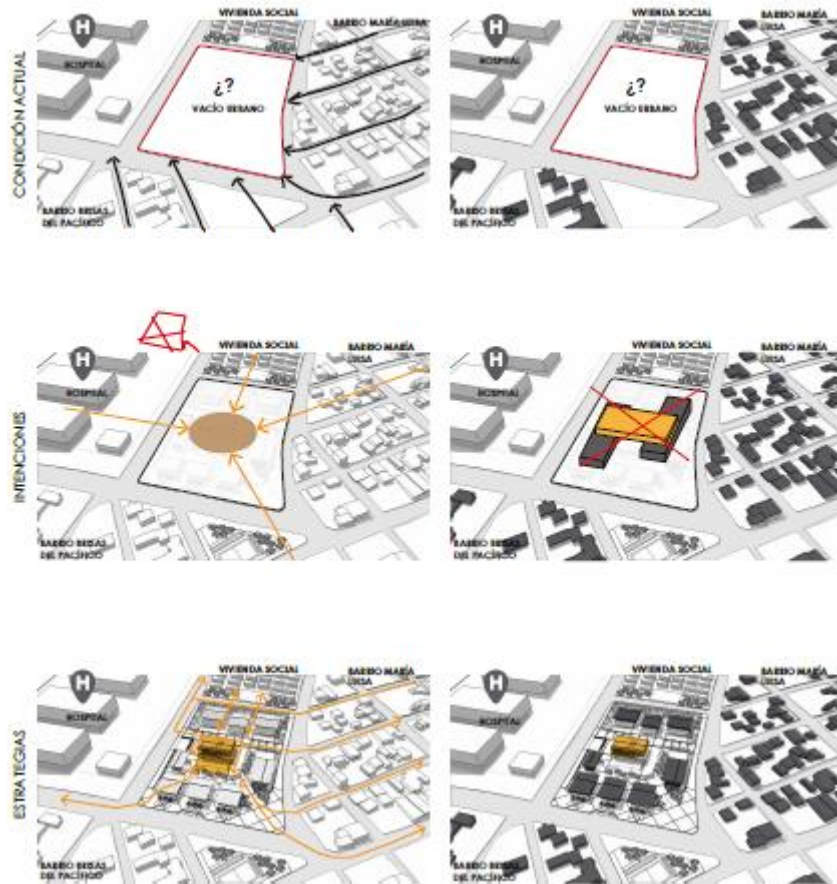 CONDICIÓN ACTUAL
VIVIENDA SOCIAL
BARRIO MARÍA LUISA
H
HOSPITAL
¿?
VACÍO URBANO
BARRIO BRISAS
DEL PACÍFICO
VIVIENDA SOCIAL
BARRIO MARÍA
LUISA
H
HOSPITAL
¿?
VACÍO URBANO
BARRIO BRISAS
DEL PACÍFICO
INTENCIONES
VIVIENDA SOCIAL
BARRIO MARÍA
LUISA
H
HOSPITAL
BARRIO BRISAS
DEL PACÍFICO
VIVIENDA SOCIAL
BARRIO MARÍA
LUISA
H
HOSPITAL
BARRIO BRISAS
DEL PACÍFICO
ESTRATEGIAS
VIVIENDA SOCIAL
BARRIO MARÍA
LUISA
H
HOSPITAL
BARRIO BRISAS
DEL PACÍFICO
VIVIENDA SOCIAL
BARRIO MARÍA
LUISA
H
HOSPITAL
BARRIO BRISAS
DEL PACÍFICO